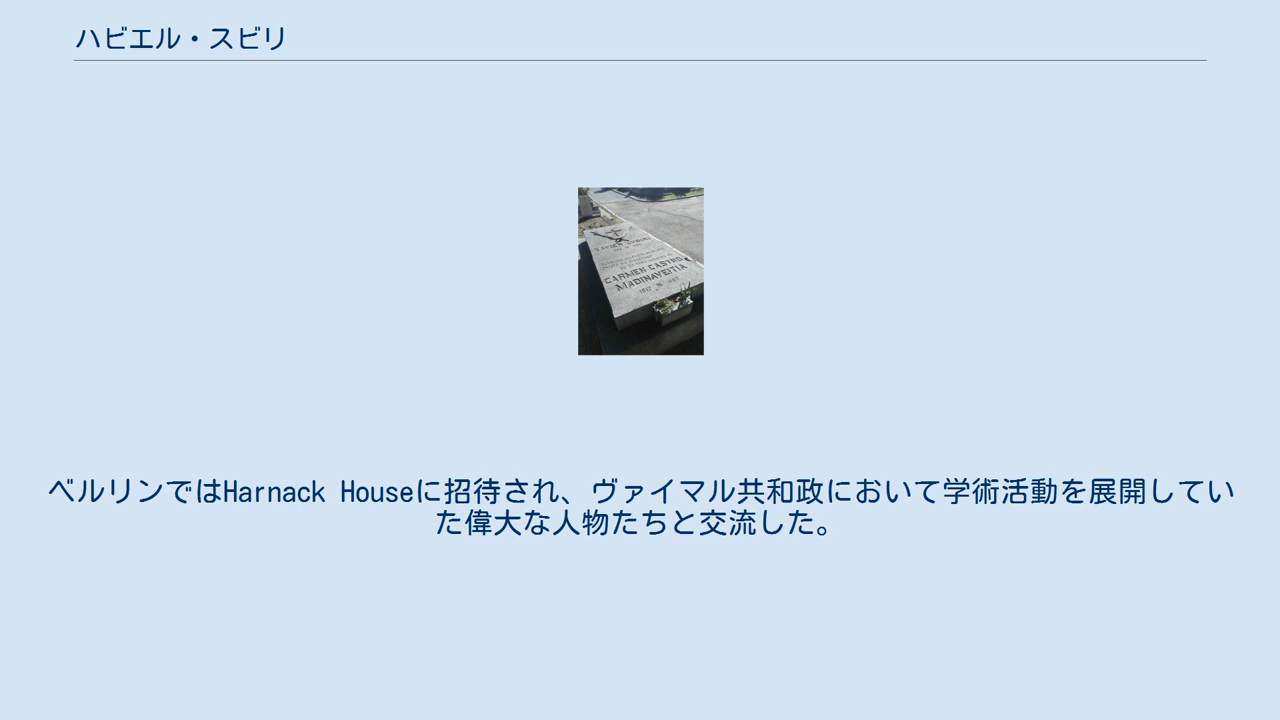 ハビエル・スビリ
CARMEN CASTRO
MADINAVEITIA
ベルリンではHarnack Houseに招待され、ヴァイマル共和政において学術活動を展開してい
た偉大な人物たちと交流した。